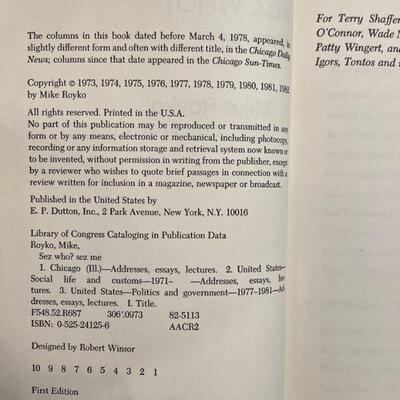 The columns in this book dated before March 4, 1978, appeared, in
slightly different form and often with different title, in the Chicago Daily
News; columns since that date appeared in the Chicago Sun-Times.
Copyright © 1973, 1974, 1975, 1976, 1977, 1978, 1979, 1980, 1981, 1982
by Mike Royko
All rights reserved. Printed in the U.S.A.
No part of this publication may be reproduced or transmitted in any
form or by any means, electronic or mechanical, including photocopy,
recording or any information storage and retrieval system now known or
to be invented, without permission in writing from the publisher, except
by a reviewer who wishes to quote brief passages in connection with a
review written for inclusion in a magazine, newspaper or broadcast.
Published in the United States by
E. P. Dutton, Inc., 2 Park Avenue, New York, N.Y. 10016
Library of Congress Cataloging in Publication Data
Royko, Mike,
Sez who? sez me
1. Chicago (Ill.)—Addresses, essays, lectures. 2. United States—
Social life and customs—1971- —Addresses, essays, lec-
tures. 3. United States—Politics and government—1977-1981—Ad-
dresses, essays, lectures. I. Title.
F548.52.R687 306'.0973 82-5113
ISBN: 0-525-24125-6 AACR2
Designed by Robert Winsor
10 9 8 7 6 5 4 3 2 1
First Edition
For Terry Shaffer
O'Connor, Wade
Patty Wingert, and
Igors, Tontos and